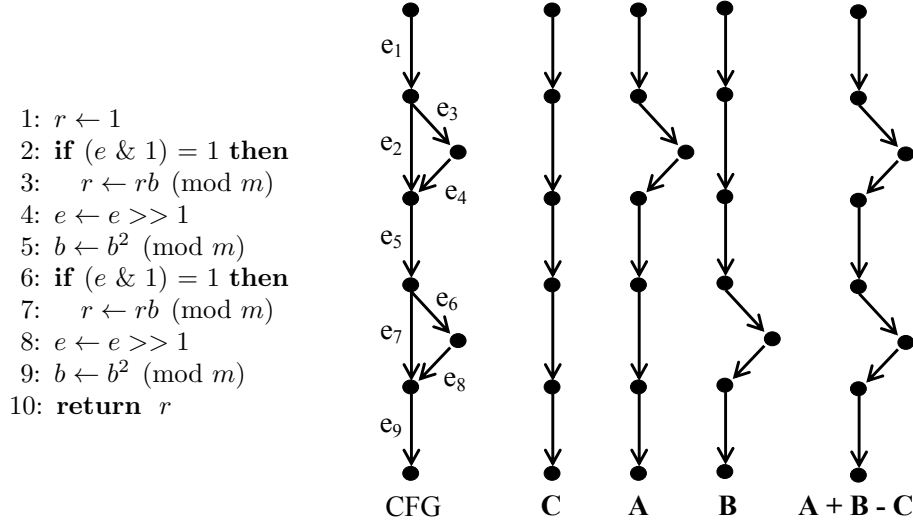 1: r ← 1
2: if (e & 1) = 1 then
3: r ← rb (mod m)
4: e ← e >> 1
5: b ← b² (mod m)
6: if (e & 1) = 1 then
7: r ← rb (mod m)
8: e ← e >> 1
9: b ← b² (mod m)
10: return r
e₁
e₃
e₂
e₄
e₅
e₆
e₇
e₈
e₉
CFG
C
A
B
A + B - C